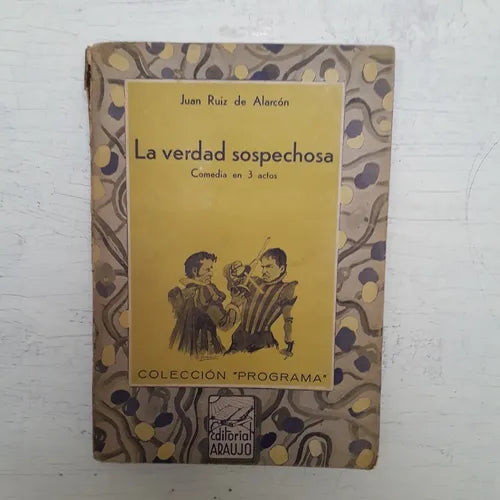 Juan Ruiz de Alarcón
La verdad sospechosa
Comedia en 3 actos
COLECCIÓN "PROGRAMA"
Editorial
ARAUJO